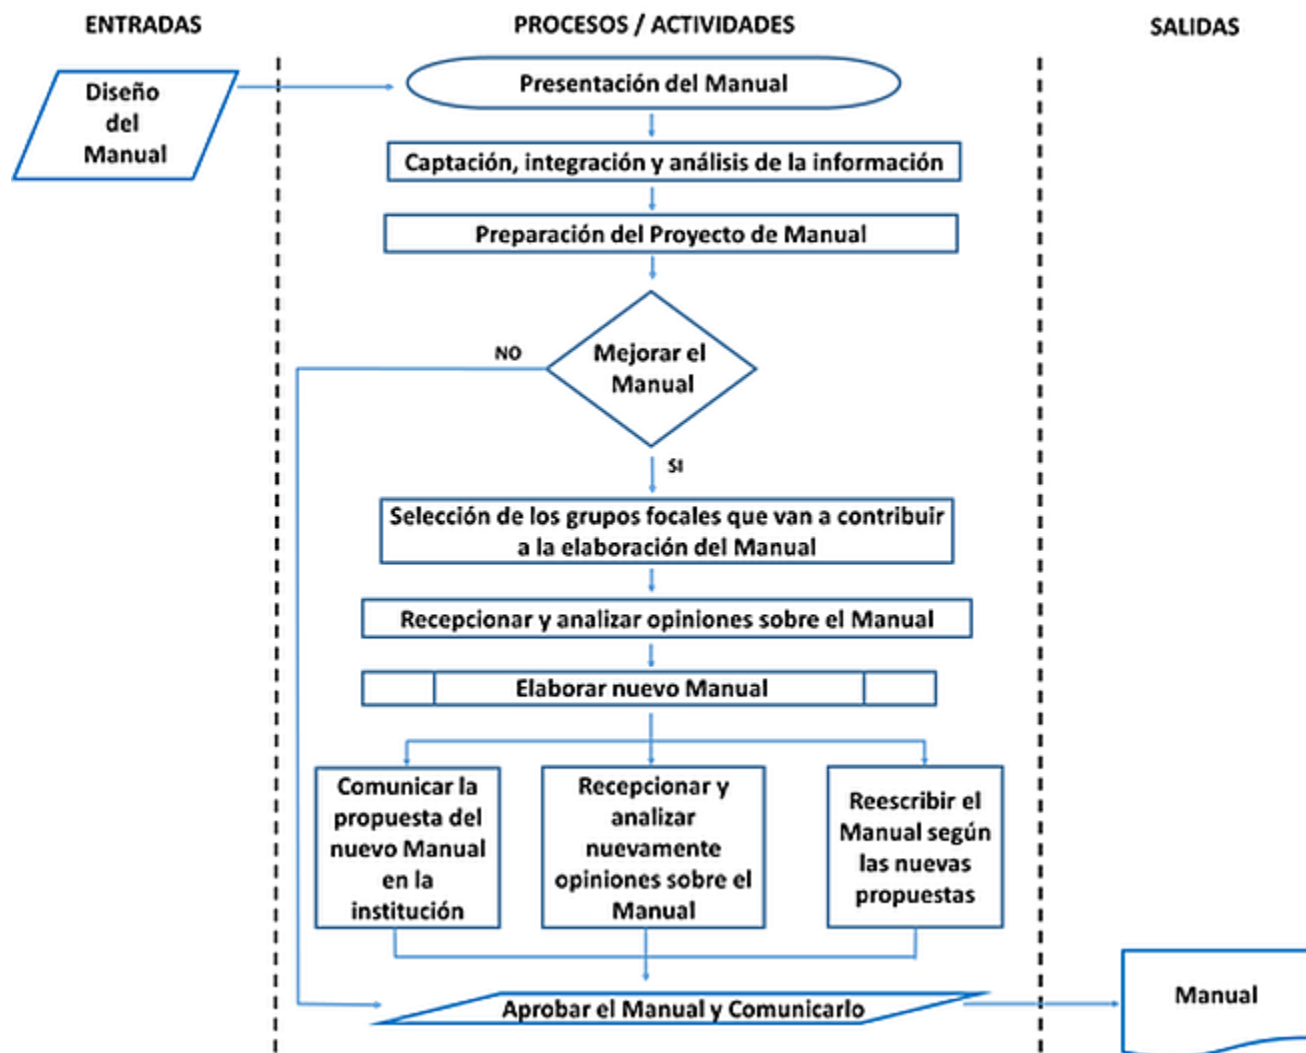 ENTRADAS
PROCESOS / ACTIVIDADES
SALIDAS
Diseño
del
Manual
Presentación del Manual
Captación, integración y análisis de la información
Preparación del Proyecto de Manual
Mejorar el
Manual
NO
SI
Selección de los grupos focales que van a contribuir
a la elaboración del Manual
Recepcionar y analizar opiniones sobre el Manual
Elaborar nuevo Manual
Comunicar la
propuesta del
nuevo Manual
en la
institución
Recepcionar y
analizar
nuevamente
opiniones sobre el
Manual
Reescribir el
Manual según
las nuevas
propuestas
Aprobar el Manual y Comunicarlo
Manual